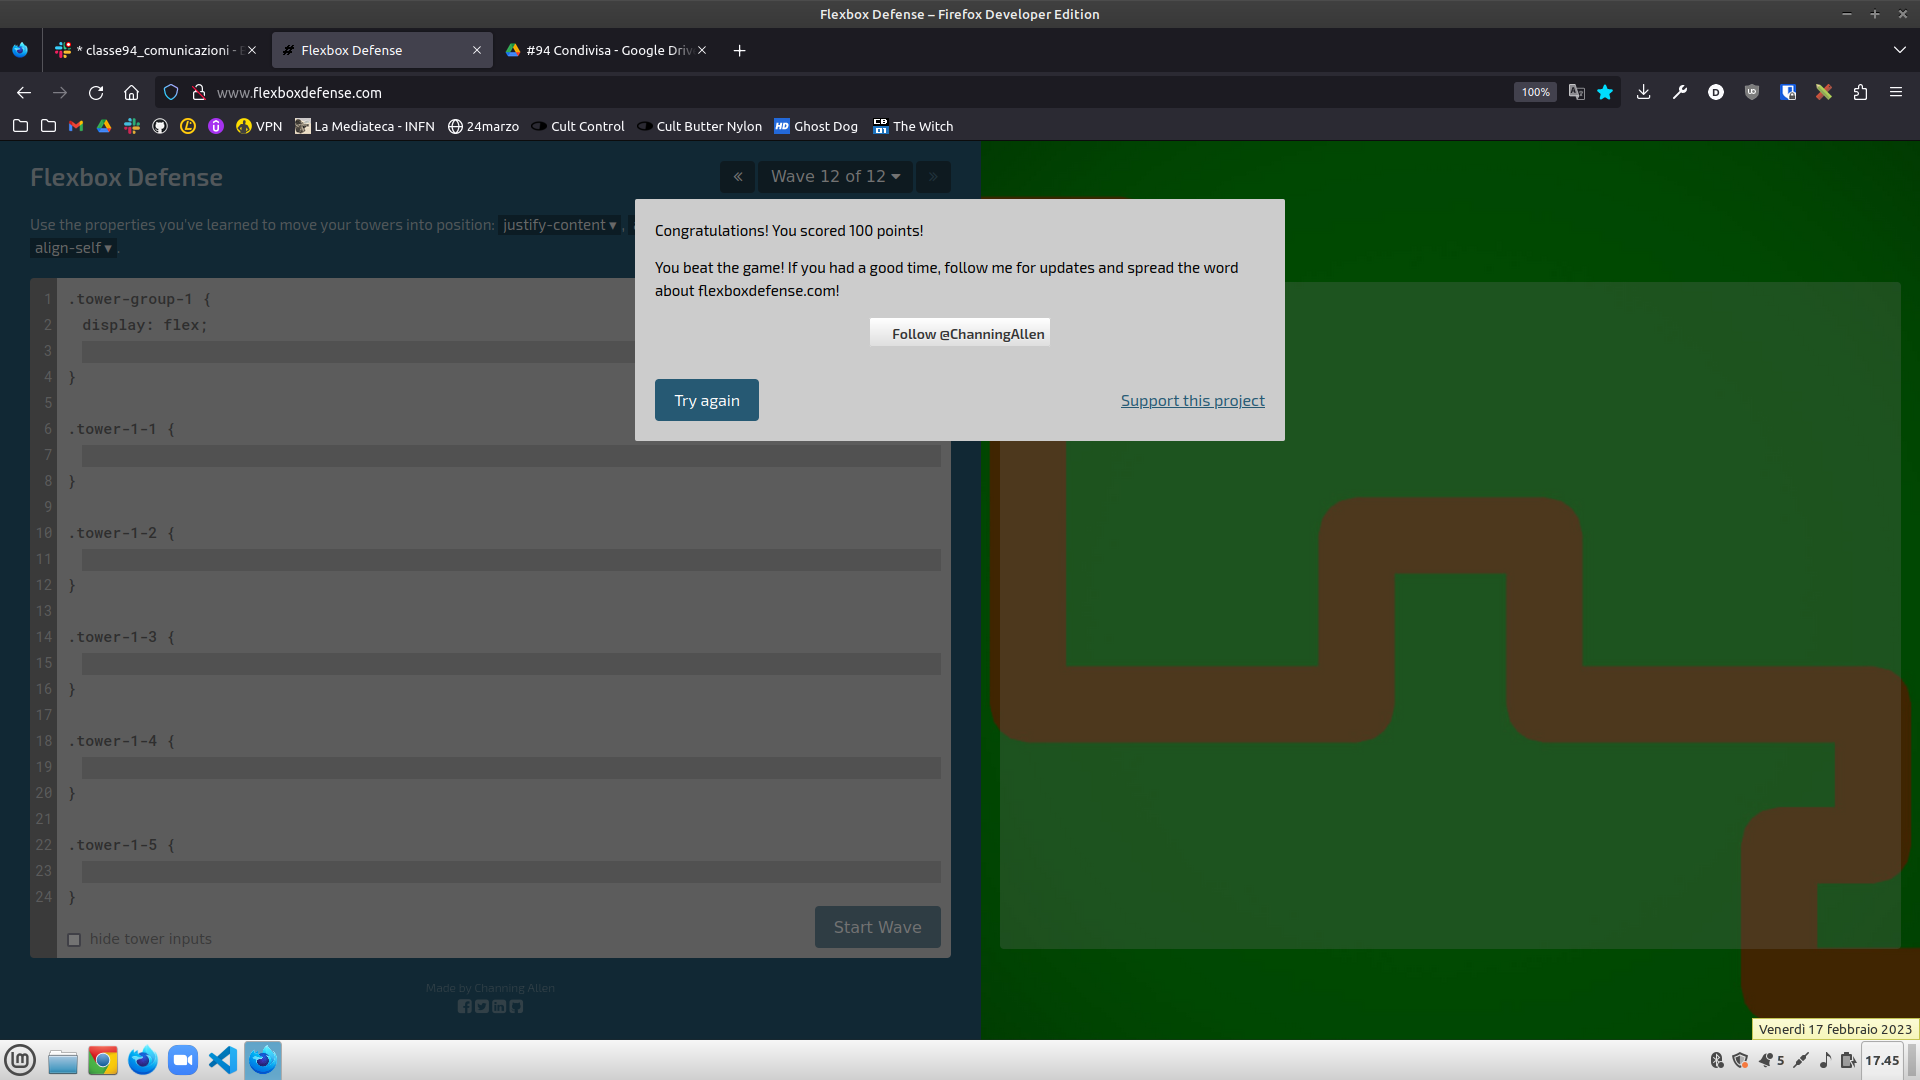 Flexbox Defense – Firefox Developer Edition
* classe94_comunicazioni -
Flexbox Defense
#94 Condivisa - Google Driv
www.flexboxdefense.com
100%
VPN
La Mediateca - INFN
24marzo
Cult Control
Cult Butter Nylon
HD Ghost Dog
CB 01 The Witch
Flexbox Defense
« Wave 12 of 12 »
Use the properties you've learned to move your towers into position: justify-content ,
align-self .
Congratulations! You scored 100 points!
You beat the game! If you had a good time, follow me for updates and spread the word
about flexboxdefense.com!
Follow @ChanningAllen
Try again
Support this project
1 .tower-group-1 {
2 display: flex;
3
4 }
5
6 .tower-1-1 {
7
8 }
9
10 .tower-1-2 {
11
12 }
13
14 .tower-1-3 {
15
16 }
17
18 .tower-1-4 {
19
20 }
21
22 .tower-1-5 {
23
24 }
hide tower inputs
Start Wave
Made by Channing Allen
Venerdì 17 febbraio 2023
5
17.45